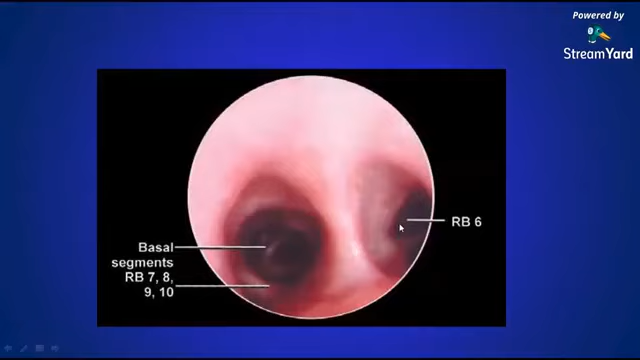 Powered by
StreamYard
RB 6
Basal
segments
RB 7, 8,
9, 10